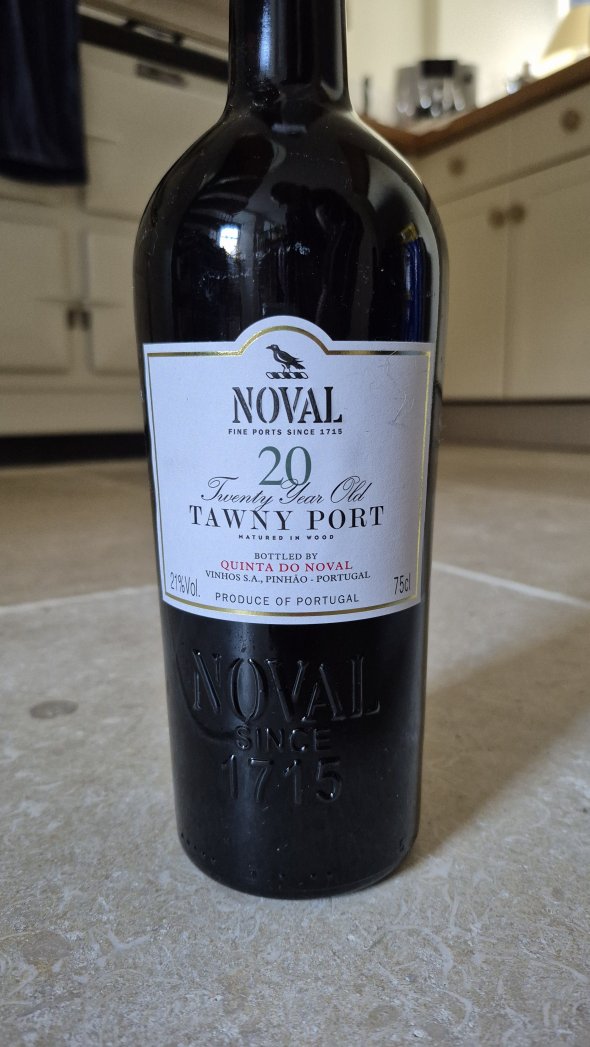 NOVAL
FINE PORTS SINCE 1715
20
Twenty Year Old
TAWNY PORT
MATURED IN WOOD
BOTTLED BY
QUINTA DO NOVAL
21%Vol. VINHOS S.A., PINHÃO - PORTUGAL 75cl
PRODUCE OF PORTUGAL
NOVAL
SINCE
1715